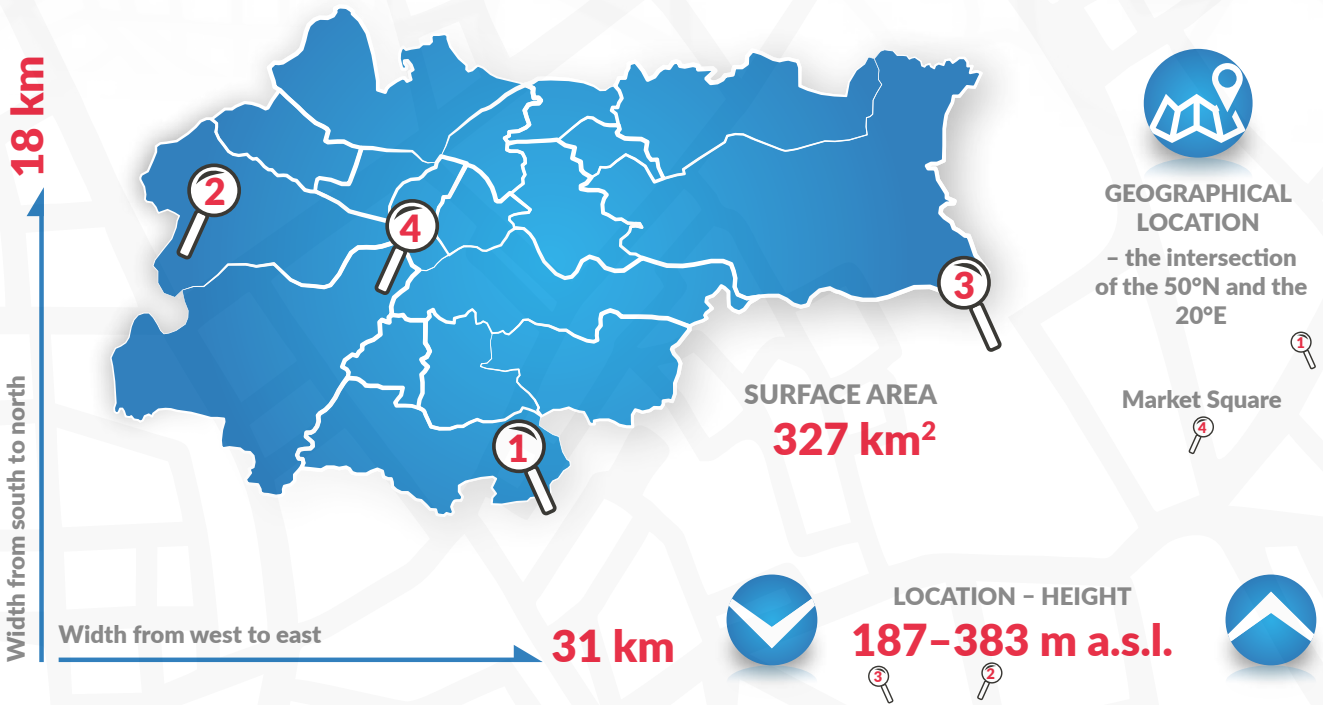 18 km
Width from south to north
2
4
3
1
GEOGRAPHICAL
LOCATION
– the intersection
of the 50°N and the
20°E
1
Market Square
4
SURFACE AREA
327 km²
Width from west to east
31 km
LOCATION – HEIGHT
187–383 m a.s.l.
3
2